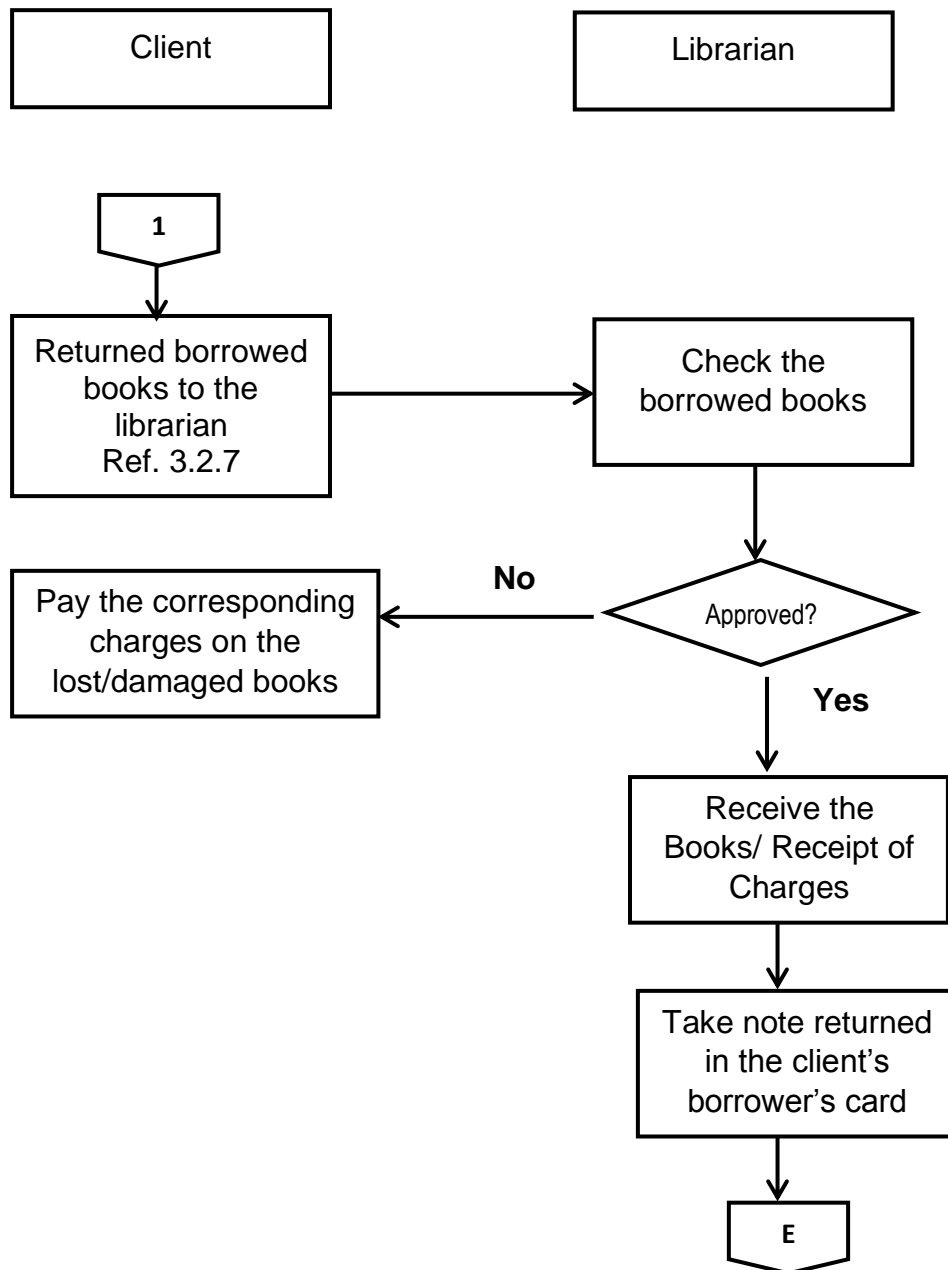 Client
Librarian
1
Returned borrowed
books to the
librarian
Ref. 3.2.7
Check the
borrowed books
No
Approved?
Pay the corresponding
charges on the
lost/damaged books
Yes
Receive the
Books/ Receipt of
Charges
Take note returned
in the client’s
borrower’s card
E